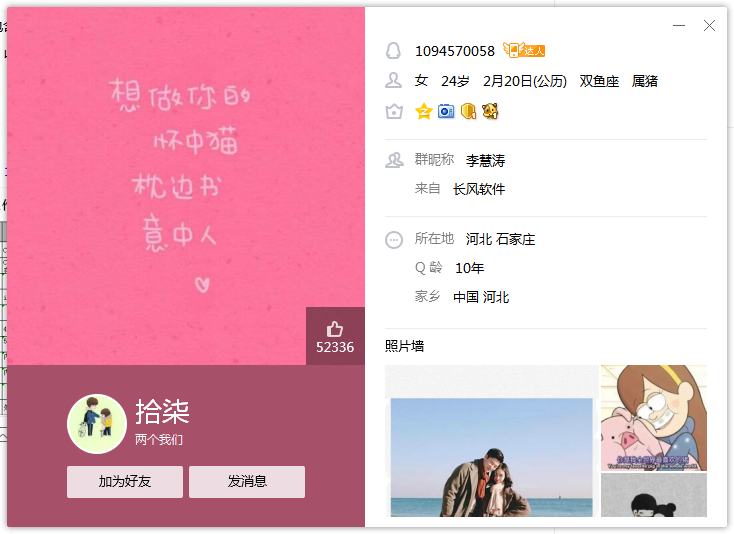 想做你的
怀中猫
枕边书
意中人
52336
拾柒
两个我们
加为好友
发消息
1094570058
达人
女 24岁 2月20日(公历) 双鱼座 属猪
群昵称 李慧涛
来自 长风软件
所在地 河北 石家庄
Q 龄 10年
家乡 中国 河北
照片墙